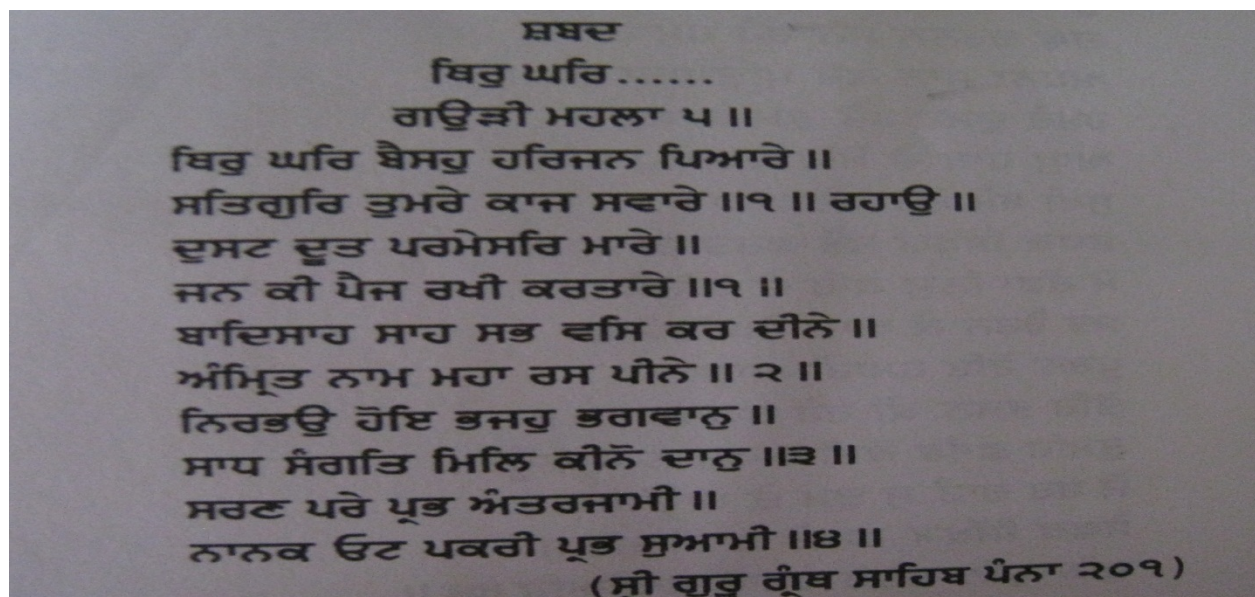 ਸ਼ਬਦ
ਥਿਰੁ ਘਰਿ......
ਗਉੜੀ ਮਹਲਾ ੫ ॥
ਥਿਰੁ ਘਰਿ ਬੈਸਹੁ ਹਰਿਜਨ ਪਿਆਰੇ ॥
ਸਤਿਗੁਰਿ ਤੁਮਰੇ ਕਾਜ ਸਵਾਰੇ ॥੧ ॥ ਰਹਾਉ ॥
ਦੁਸਟ ਦੂਤ ਪਰਮੇਸਰਿ ਮਾਰੇ ॥
ਜਨ ਕੀ ਪੈਜ ਰਖੀ ਕਰਤਾਰੇ ॥੧ ॥
ਬਾਦਿਸਾਹ ਸਾਹ ਸਭ ਵਸਿ ਕਰ ਦੀਨੇ ॥
ਅੰਮ੍ਰਿਤ ਨਾਮ ਮਹਾ ਰਸ ਪੀਨੇ ॥ ੨ ॥
ਨਿਰਭਉ ਹੋਇ ਭਜਹੁ ਭਗਵਾਨੁ ॥
ਸਾਧ ਸੰਗਤਿ ਮਿਲਿ ਕੀਨੋ ਦਾਨੁ ॥੩ ॥
ਸਰਣ ਪਰੇ ਪ੍ਰਭ ਅੰਤਰਜਾਮੀ ॥
ਨਾਨਕ ਓਟ ਪਕਰੀ ਪ੍ਰਭ ਸੁਆਮੀ ॥੪ ॥
(ਸ੍ਰੀ ਗੁਰੂ ਗ੍ਰੰਥ ਸਾਹਿਬ ਪੰਨਾ ੨੦੧)